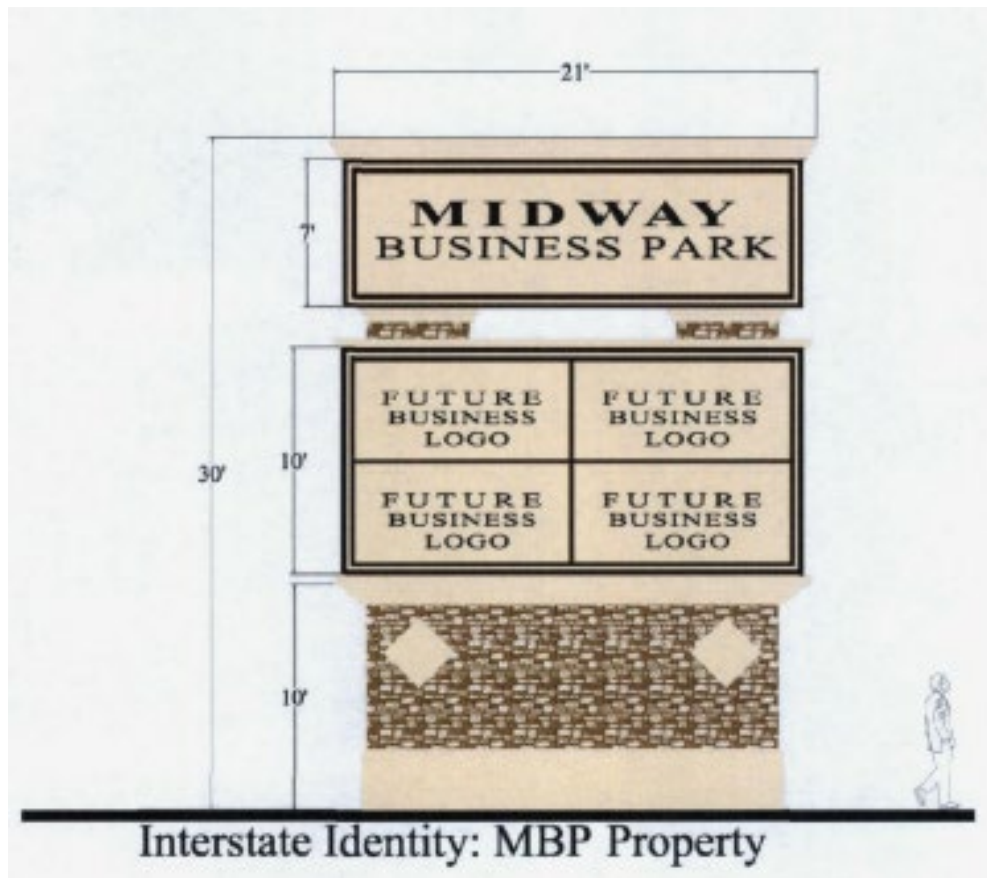 21'
MIDWAY
BUSINESS PARK
7'
FUTURE
BUSINESS
LOGO
FUTURE
BUSINESS
LOGO
30'
10'
FUTURE
BUSINESS
LOGO
FUTURE
BUSINESS
LOGO
10'
Interstate Identity: MBP Property